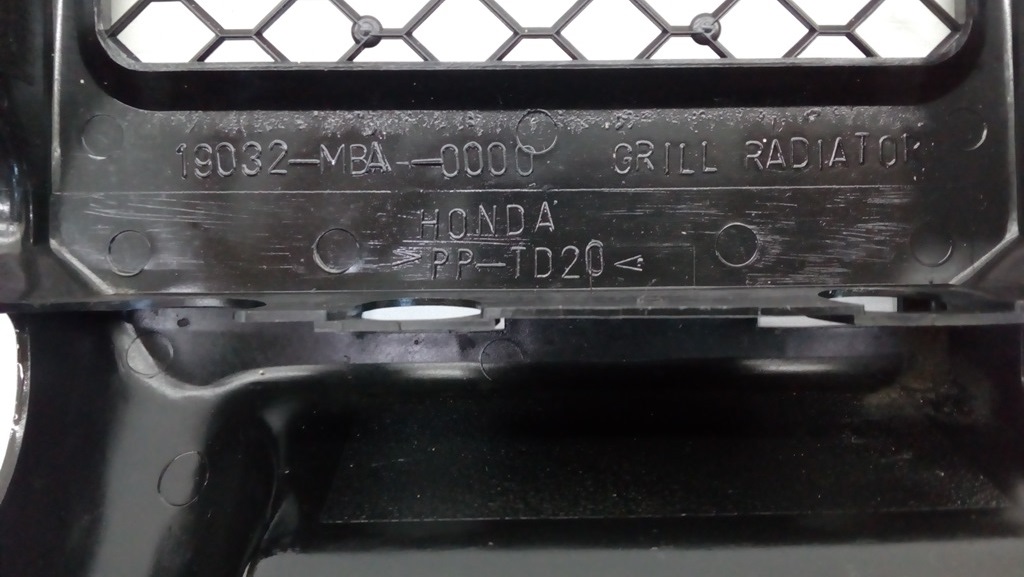 19032-MBA-0000 GRILL RADIATOR
HONDA
>PP-TD20<